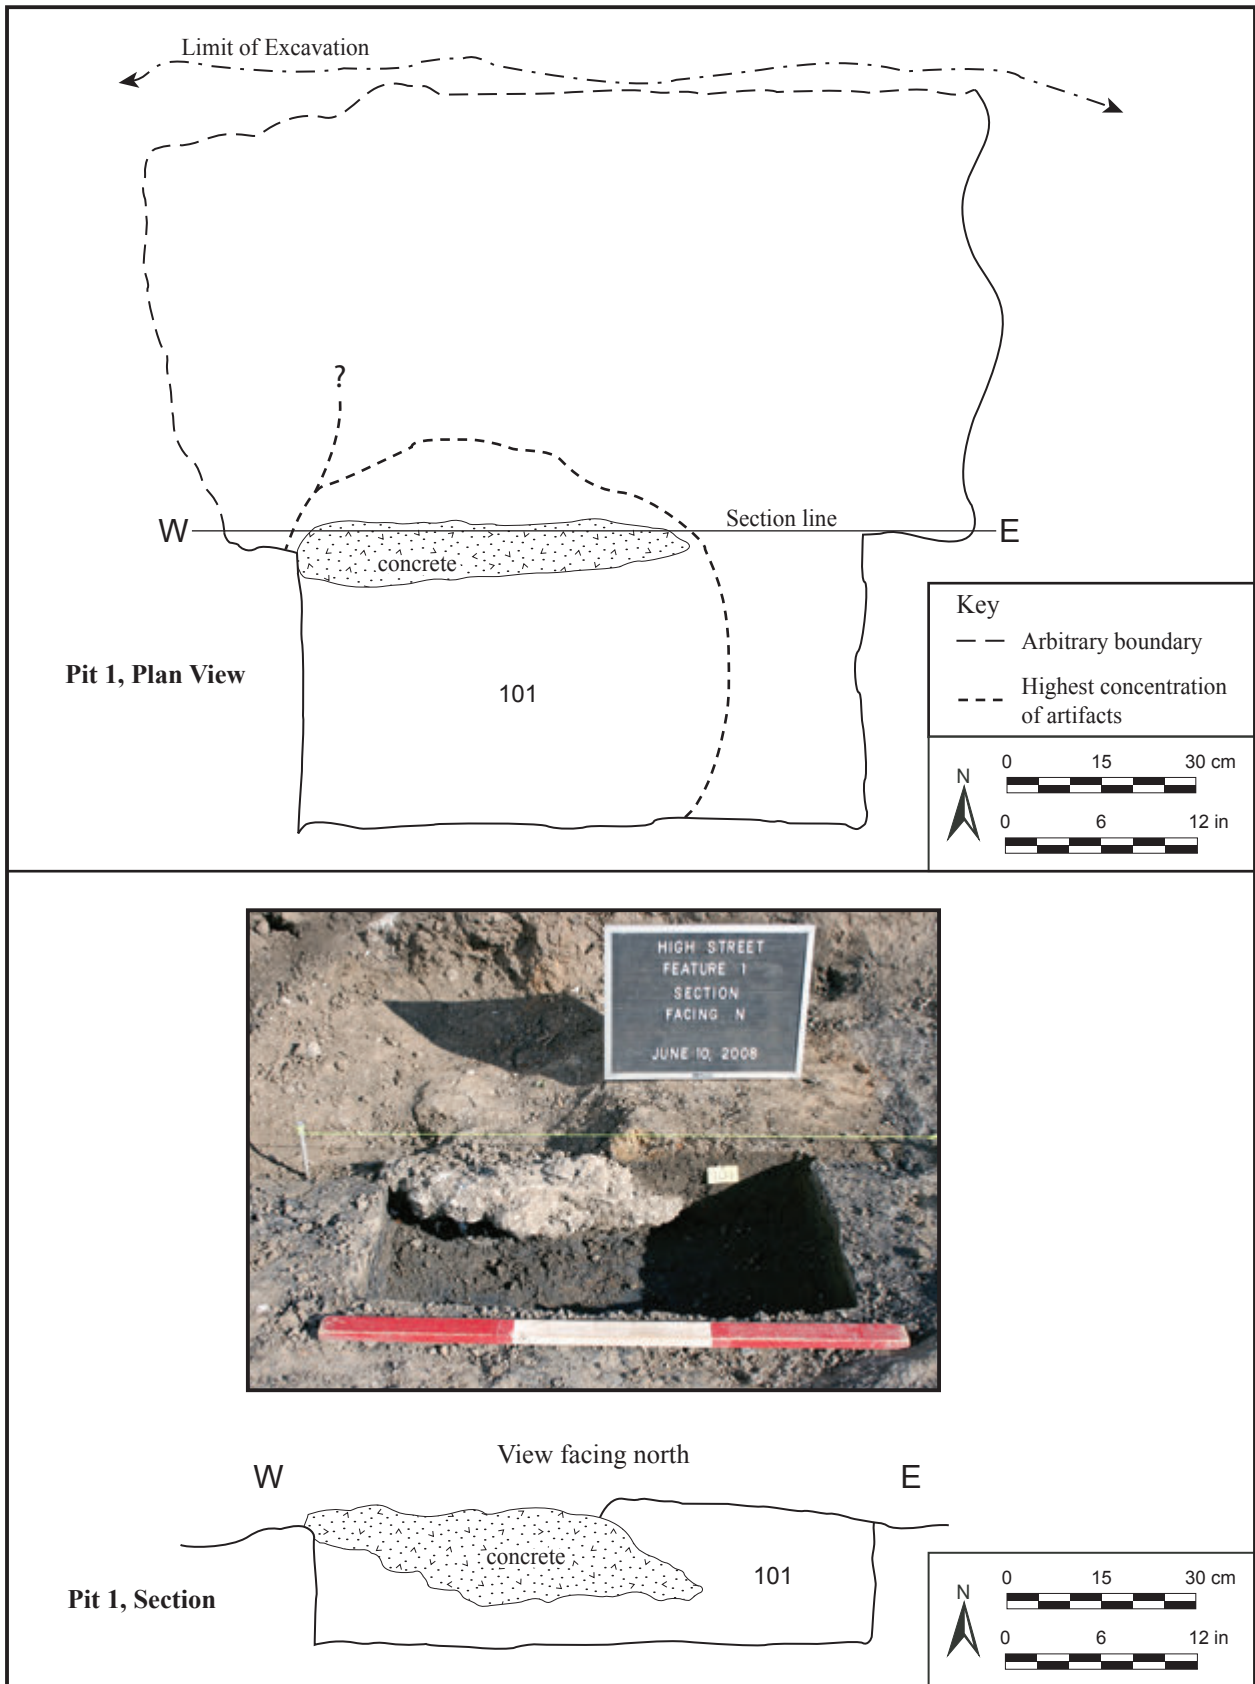 Limit of Excavation
?
W
Section line
E
concrete
Pit 1, Plan View
101
Key
Arbitrary boundary
Highest concentration
of artifacts
0 15 30 cm
N
0 6 12 in
HIGH STREET
FEATURE 1
SECTION
FACING N
JUNE 10, 2008
View facing north
W
E
concrete
101
Pit 1, Section
0 15 30 cm
N
0 6 12 in